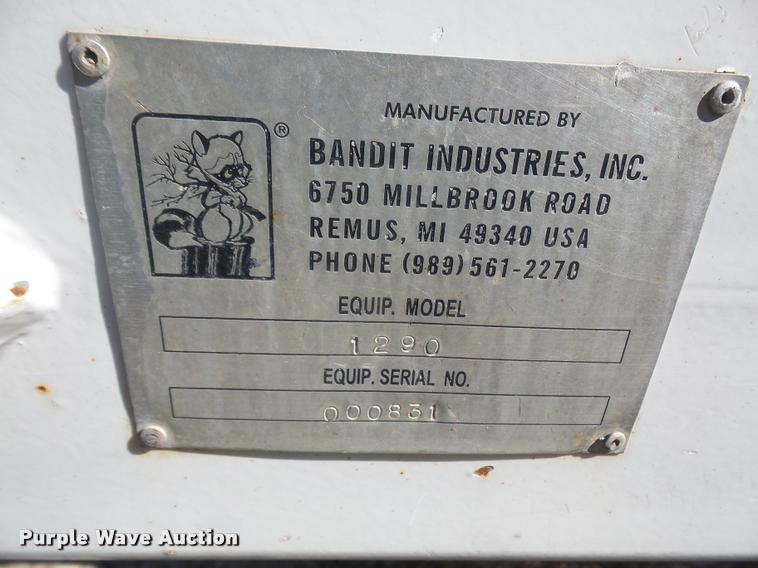 ®
MANUFACTURED BY
BANDIT INDUSTRIES, INC.
6750 MILLBROOK ROAD
REMUS, MI 49340 USA
PHONE (989) 561-2270
EQUIP. MODEL
1290
EQUIP. SERIAL NO.
000831
Purple Wave Auction